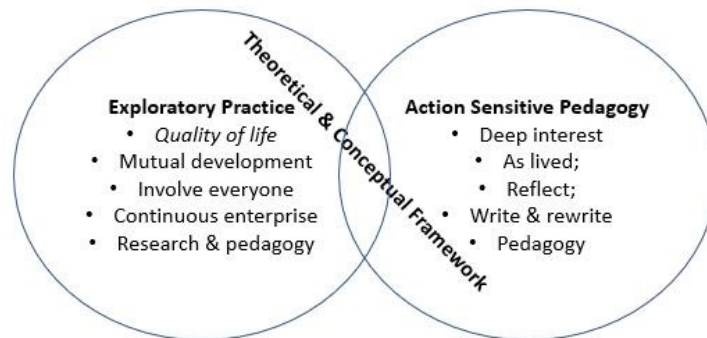 Theoretical & Conceptual Framework
Exploratory Practice
• Quality of life
• Mutual development
• Involve everyone
• Continuous enterprise
• Research & pedagogy
Action Sensitive Pedagogy
• Deep interest
• As lived;
• Reflect;
• Write & rewrite
• Pedagogy